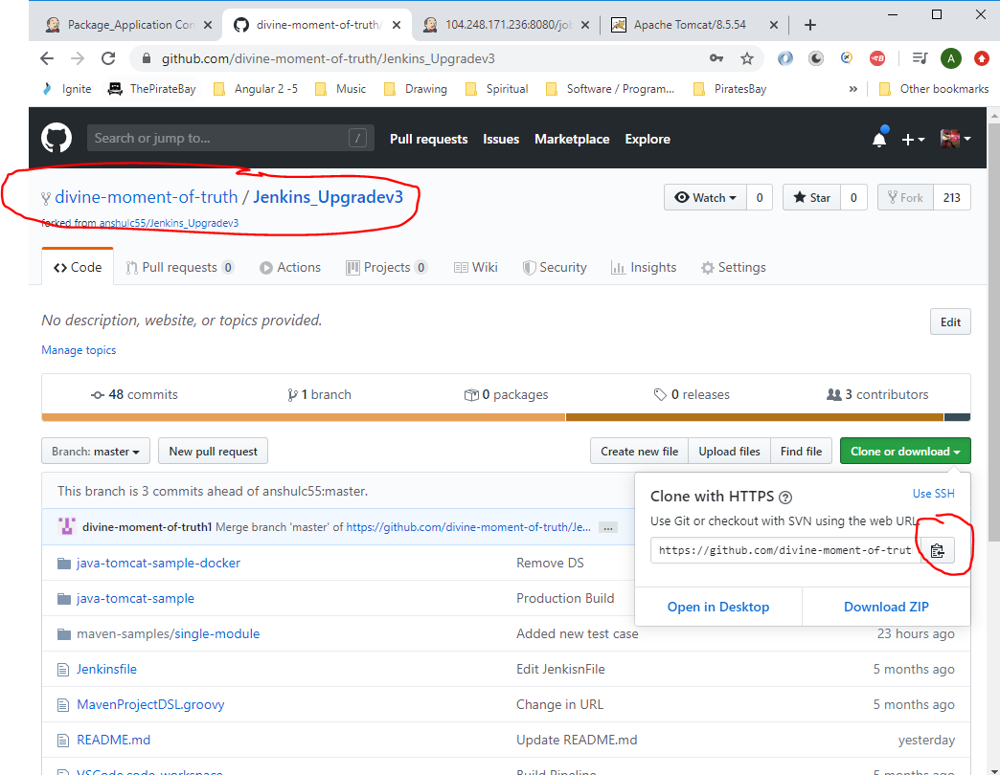 Package_Application Con
divine-moment-of-truth/
104.248.171.236:8080/job
Apache Tomcat/8.5.54
github.com/divine-moment-of-truth/Jenkins_Upgradev3
A
Ignite
ThePirateBay
Angular 2 -5
Music
Drawing
Spiritual
Software / Program...
PiratesBay
»
Other bookmarks
Search or jump to...
/
Pull requests
Issues
Marketplace
Explore
divine-moment-of-truth / Jenkins_Upgradev3
Watch
0
Star
0
Fork
213
forked from anshulc55/Jenkins_Upgradev3
Code
Pull requests 0
Actions
Projects 0
Wiki
Security
Insights
Settings
No description, website, or topics provided.
Edit
Manage topics
48 commits
1 branch
0 packages
0 releases
3 contributors
Branch: master
New pull request
Create new file
Upload files
Find file
Clone or download
This branch is 3 commits ahead of anshulc55:master.
Clone with HTTPS
Use SSH
Use Git or checkout with SVN using the web URL.
https://github.com/divine-moment-of-trut
Open in Desktop
Download ZIP
divine-moment-of-truth1 Merge branch 'master' of https://github.com/divine-moment-of-truth/Je... ...
java-tomcat-sample-docker
Remove DS
java-tomcat-sample
Production Build
maven-samples/single-module
Added new test case
23 hours ago
Jenkinsfile
Edit JenkisnFile
5 months ago
MavenProjectDSL.groovy
Change in URL
5 months ago
README.md
Update README.md
yesterday
VSCode.code-workspace
Build Pipeline
5 months ago